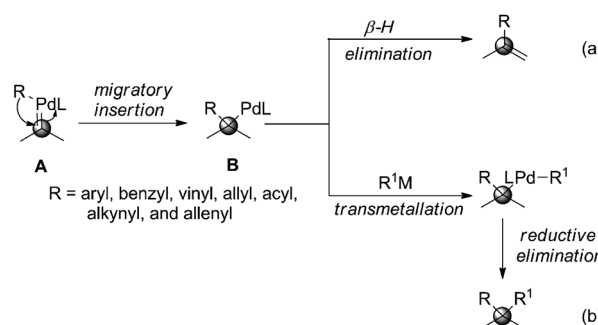 β-H
elimination
R
(a
R
PdL
migratory
insertion
R
PdL
A
B
R = aryl, benzyl, vinyl, allyl, acyl,
alkynyl, and allenyl
R¹M
transmetallation
R LPd–R¹
reductive
elimination
R R¹
(b